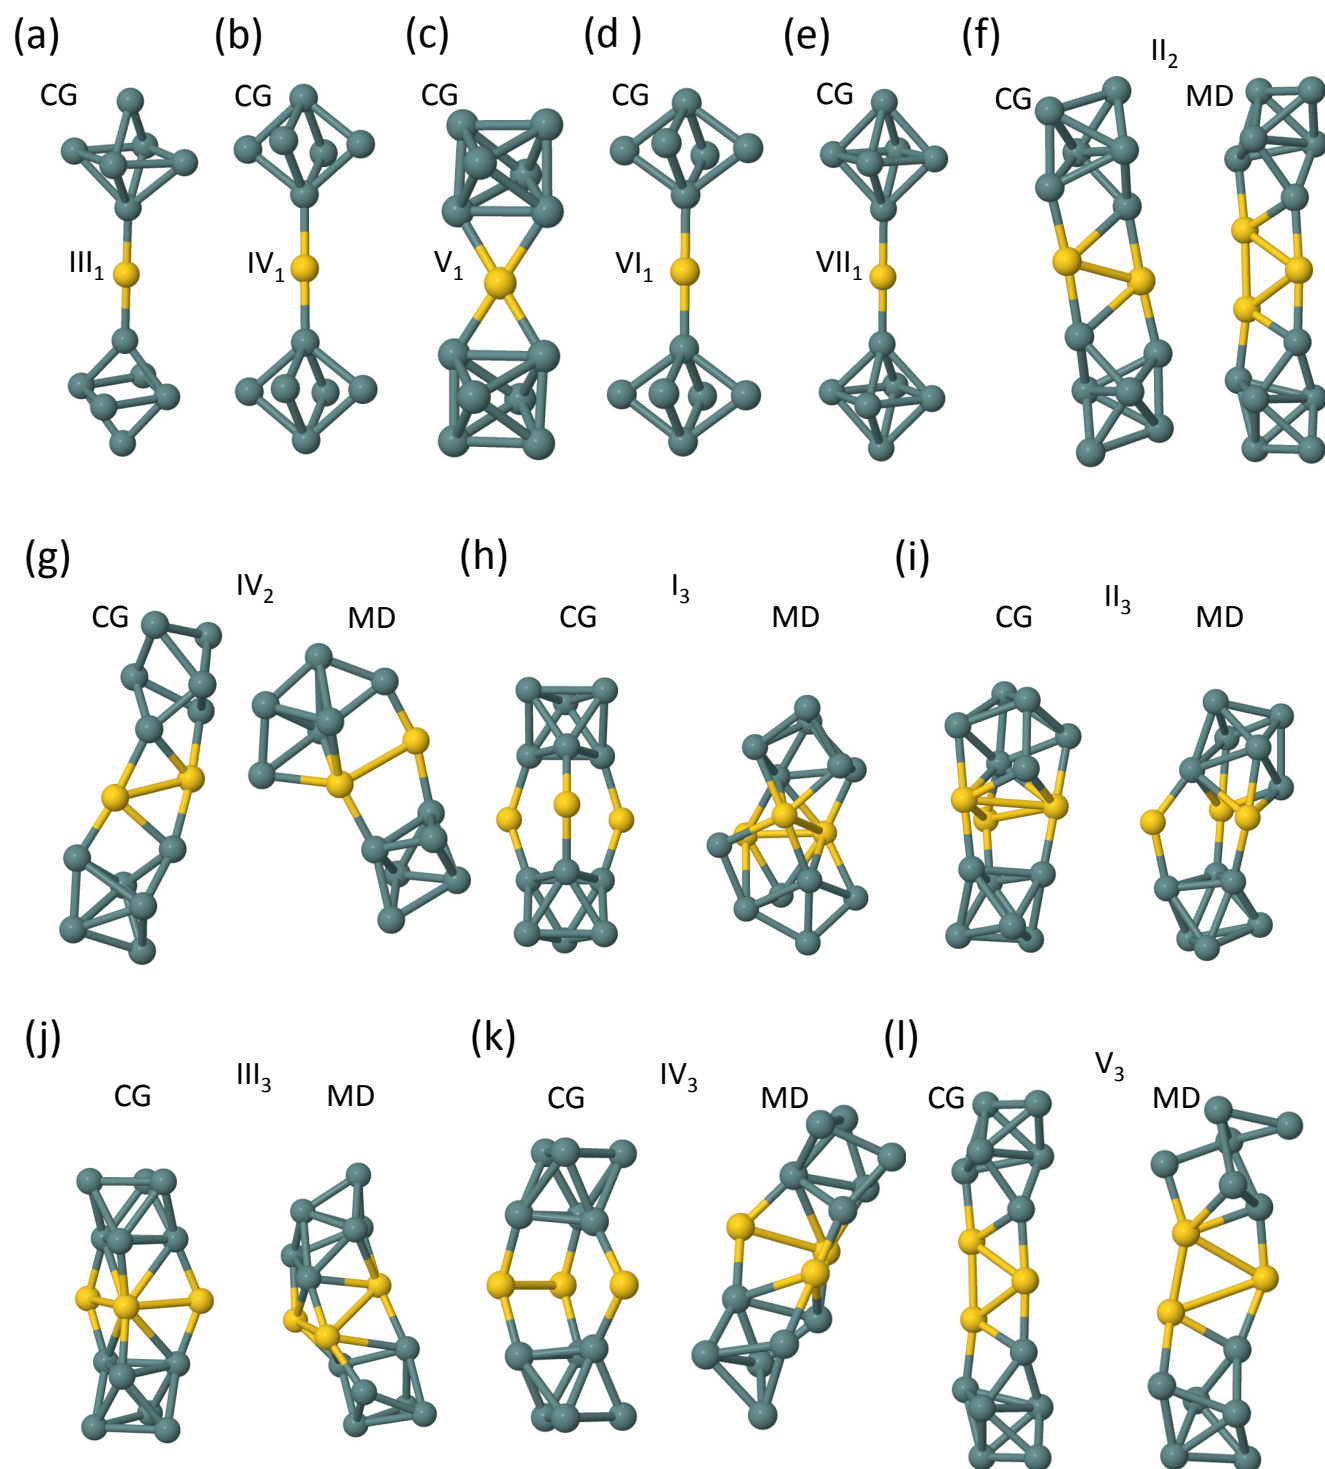 (a) (b) (c) (d ) (e) (f) II₂
CG CG CG CG CG CG MD
III₁ IV₁ V₁ VI₁ VII₁
(g) IV₂ (h) I₃ (i) II₃
CG MD CG MD CG MD
(j) III₃ (k) IV₃ (l) V₃
CG MD CG MD CG MD